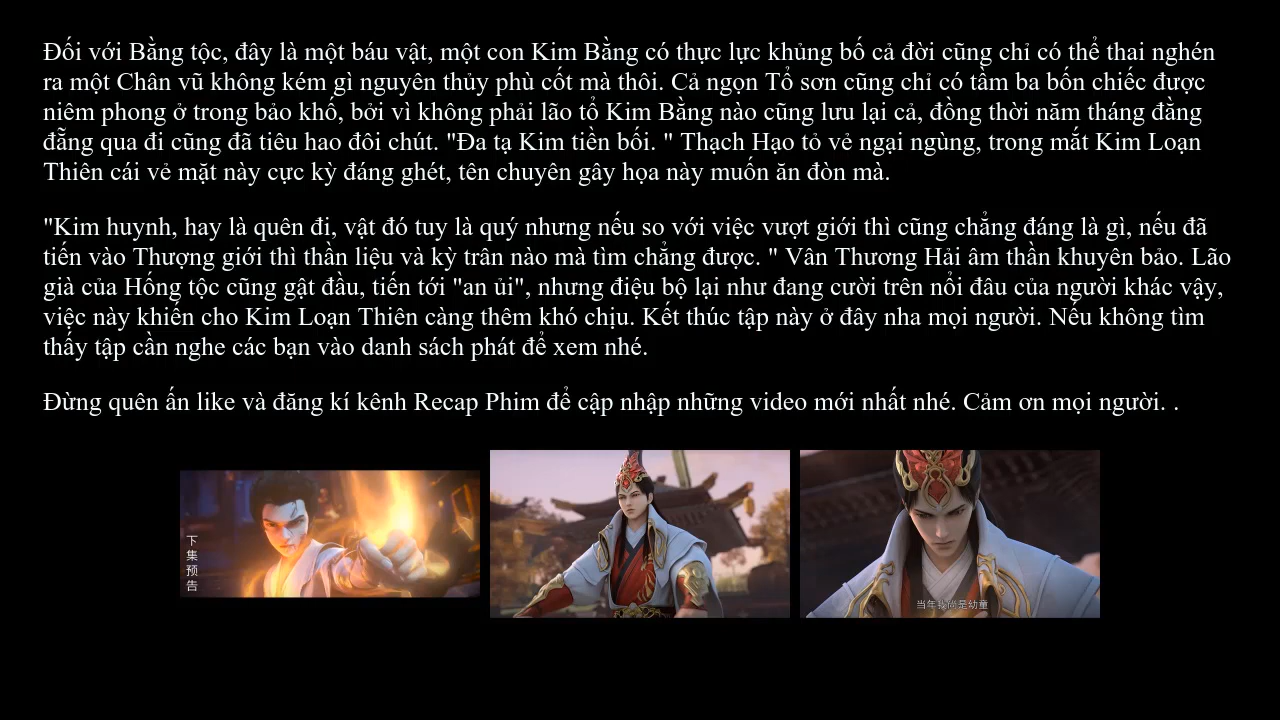 Đối với Bằng tộc, đây là một báu vật, một con Kim Bằng có thực lực khủng bố cả đời cũng chỉ có thể thai nghén
ra một Chân vũ không kém gì nguyên thủy phù cốt mà thôi. Cả ngọn Tổ sơn cũng chỉ có tầm ba bốn chiếc được
niêm phong ở trong bảo khố, bởi vì không phải lão tổ Kim Bằng nào cũng lưu lại cả, đồng thời năm tháng đằng
đẵng qua đi cũng đã tiêu hao đôi chút. "Đa tạ Kim tiền bối. " Thạch Hạo tỏ vẻ ngại ngùng, trong mắt Kim Loạn
Thiên cái vẻ mặt này cực kỳ đáng ghét, tên chuyên gây họa này muốn ăn đòn mà.
"Kim huynh, hay là quên đi, vật đó tuy là quý nhưng nếu so với việc vượt giới thì cũng chẳng đáng là gì, nếu đã
tiến vào Thượng giới thì thần liệu và kỳ trân nào mà tìm chẳng được. " Vân Thương Hải âm thần khuyên bảo. Lão
già của Hống tộc cũng gật đầu, tiến tới "an ủi", nhưng điệu bộ lại như đang cười trên nổi đâu của người khác vậy,
việc này khiến cho Kim Loạn Thiên càng thêm khó chịu. Kết thúc tập này ở đây nha mọi người. Nếu không tìm
thấy tập cần nghe các bạn vào danh sách phát để xem nhé.
Đừng quên ấn like và đăng kí kênh Recap Phim để cập nhập những video mới nhất nhé. Cảm ơn mọi người. .
下集预告
当年我尚是幼童